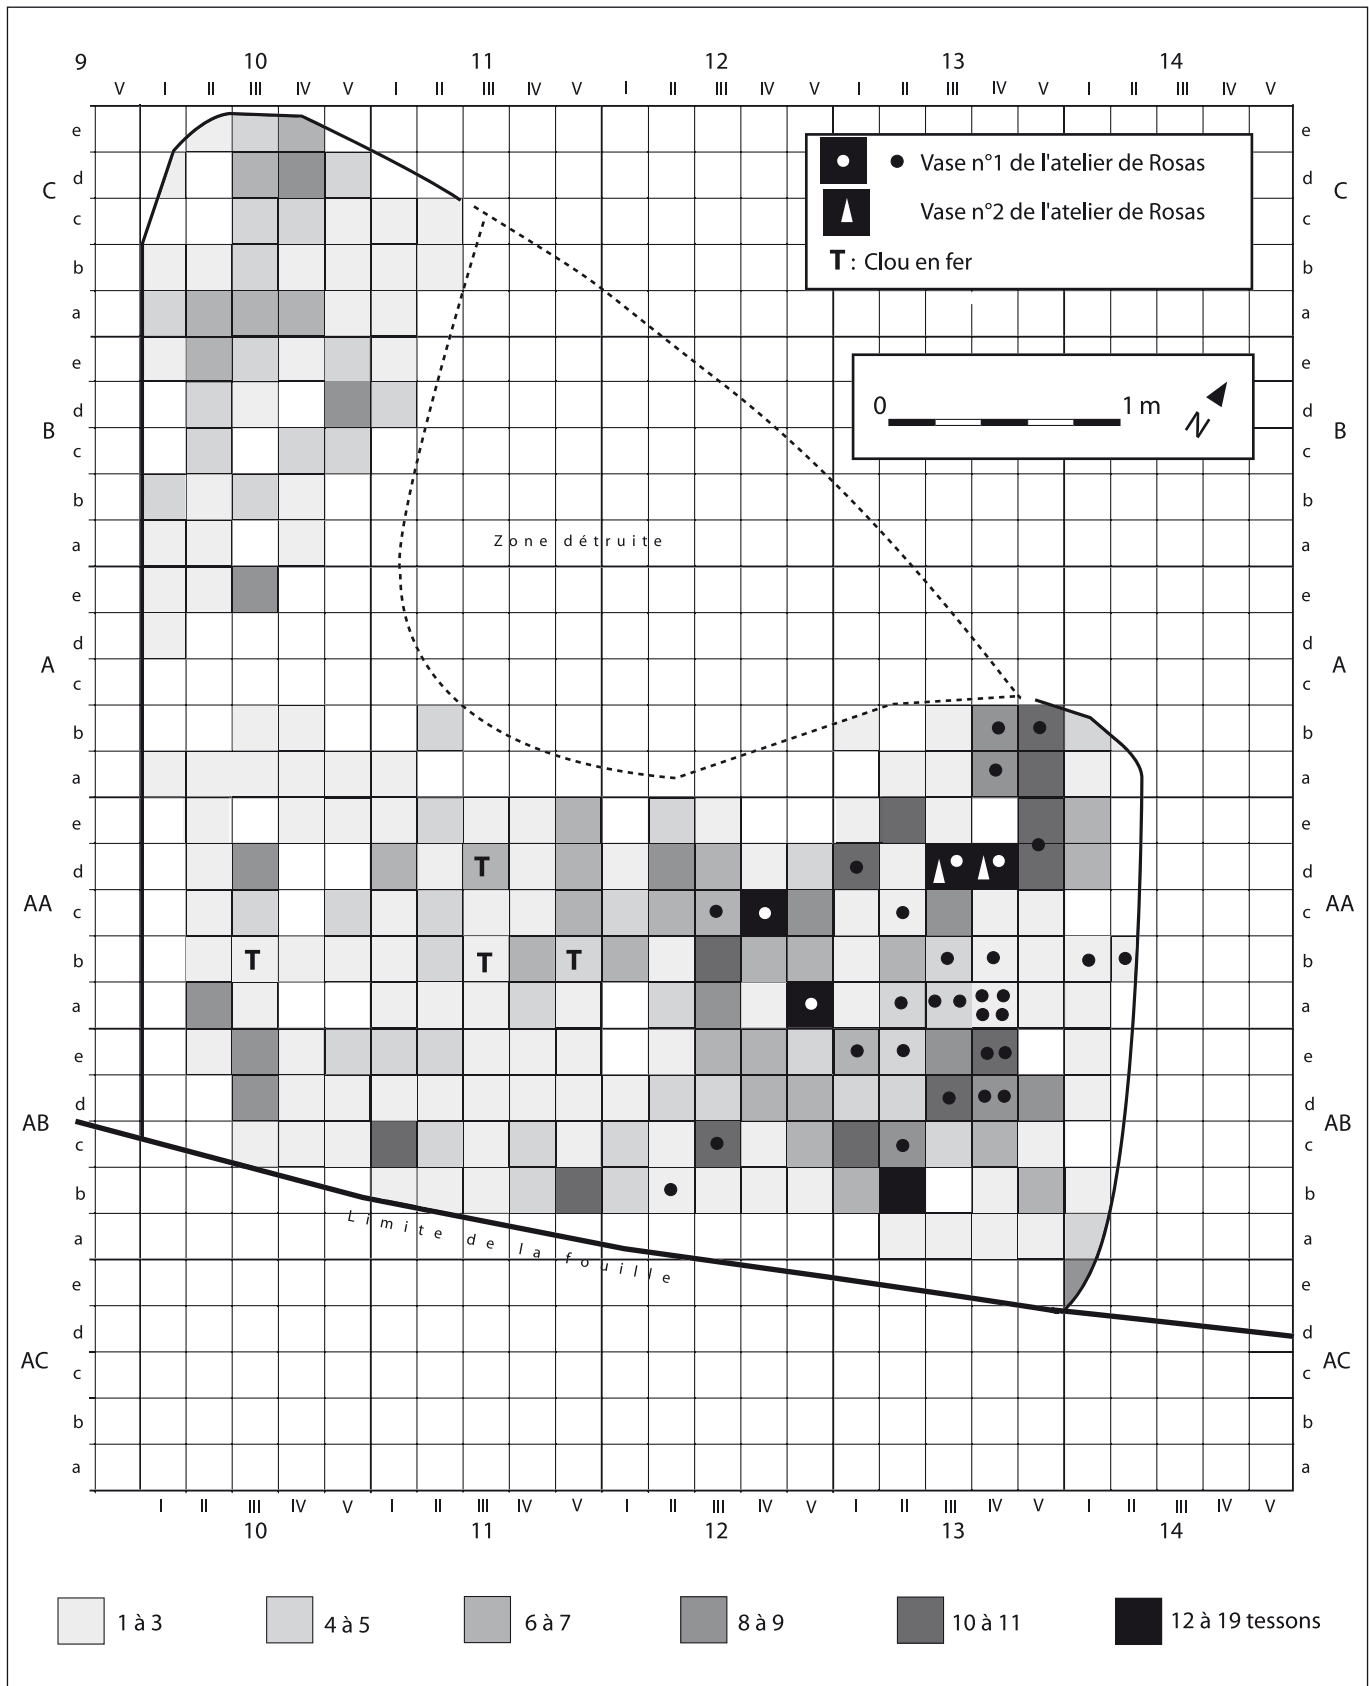 9 10 11 12 13 14
V I II III IV V I II III IV V I II III IV V I II III IV V I II III IV V
e e
Vase n°1 de l'atelier de Rosas
d d
C C
Vase n°2 de l'atelier de Rosas
c c
T : Clou en fer
b b
a a
e e
0 1 m
d d
N
B B
c c
b b
Zone détruite
a a
e e
d d
A A
c c
b b
a a
e e
d T d
AA AA
c c
b T T T b
a a
e e
d d
AB AB
c c
b b
Limite de la fouille
a a
e e
d d
AC AC
c c
b b
a a
I II III IV V I II III IV V I II III IV V I II III IV V I II III IV V
10 11 12 13 14
1 à 3 4 à 5 6 à 7 8 à 9 10 à 11 12 à 19 tessons